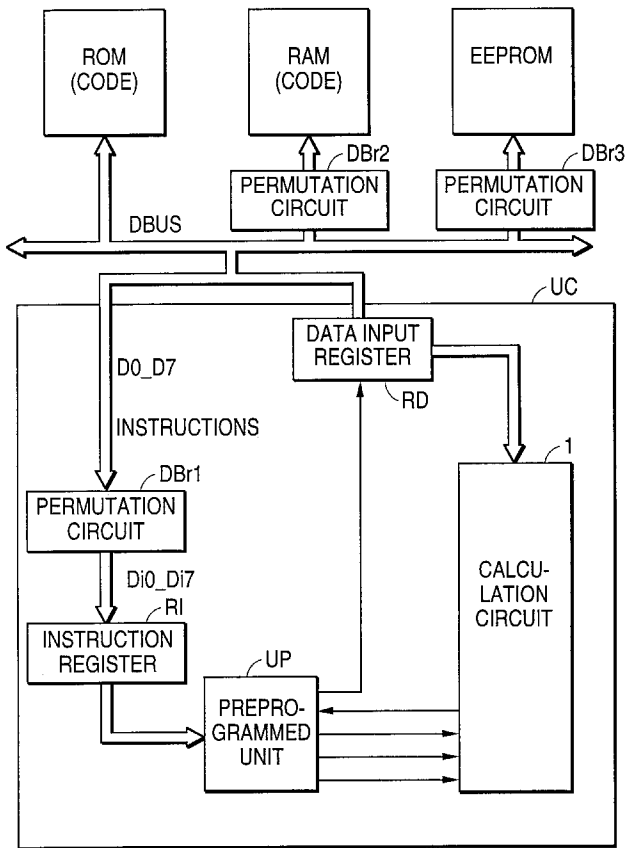 ROM
(CODE)
RAM
(CODE)
EEPROM
DBr2
DBr3
PERMUTATION
CIRCUIT
PERMUTATION
CIRCUIT
DBUS
UC
DATA INPUT
REGISTER
RD
D0_D7
INSTRUCTIONS
DBr1
PERMUTATION
CIRCUIT
1
Di0_Di7
RI
INSTRUCTION
REGISTER
CALCU-
LATION
CIRCUIT
UP
PREPRO-
GRAMMED
UNIT